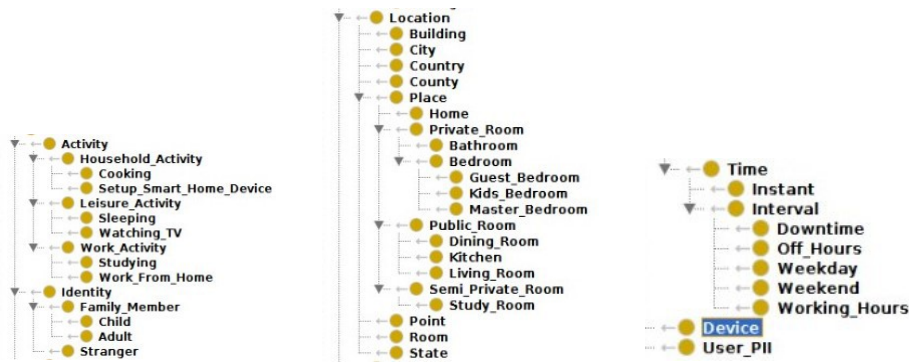 Activity
Household_Activity
Cooking
Setup_Smart_Home_Device
Leisure_Activity
Sleeping
Watching_TV
Work_Activity
Studying
Work_From_Home
Identity
Family_Member
Child
Adult
Stranger
Location
Building
City
Country
County
Place
Home
Private_Room
Bathroom
Bedroom
Guest_Bedroom
Kids_Bedroom
Master_Bedroom
Public_Room
Dining_Room
Kitchen
Living_Room
Semi_Private_Room
Study_Room
Point
Room
State
Time
Instant
Interval
Downtime
Off_Hours
Weekday
Weekend
Working_Hours
Device
User_PII